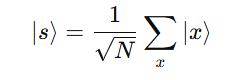 |s⟩ = 1/√N ∑ₓ |x⟩